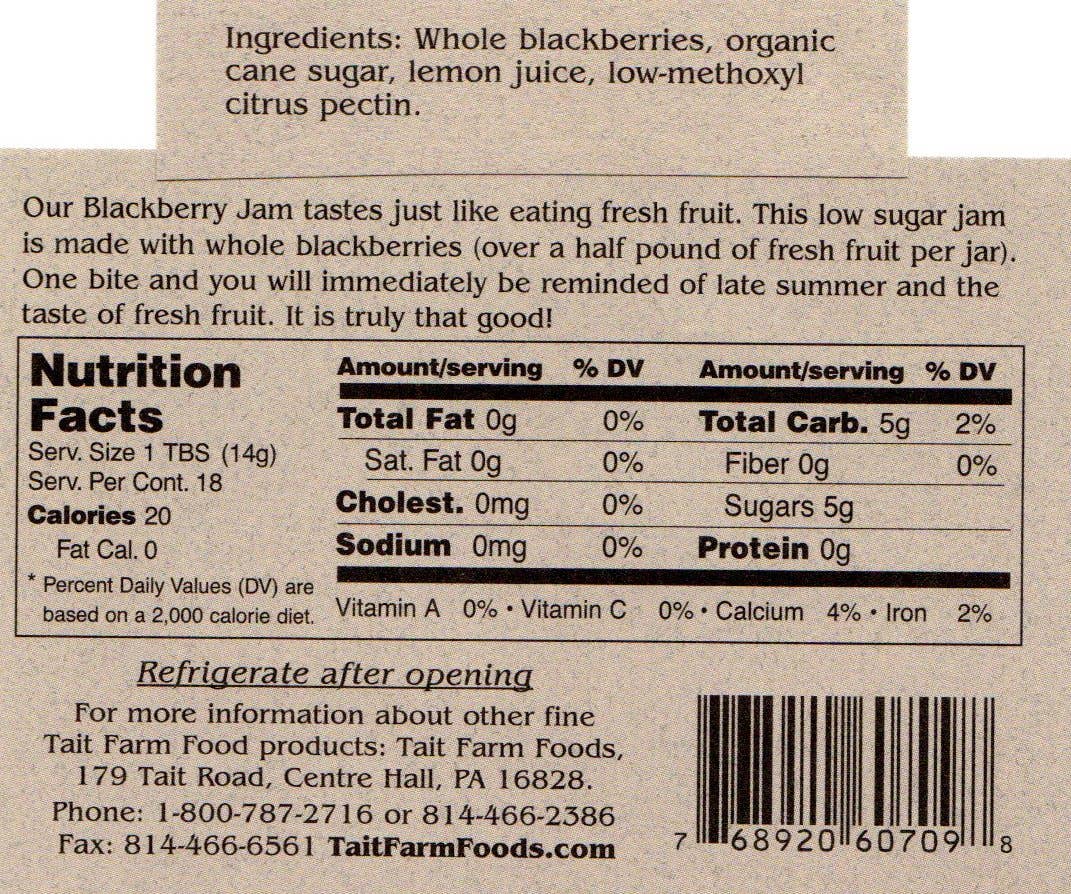 Ingredients: Whole blackberries, organic
cane sugar, lemon juice, low-methoxyl
citrus pectin.
Our Blackberry Jam tastes just like eating fresh fruit. This low sugar jam
is made with whole blackberries (over a half pound of fresh fruit per jar).
One bite and you will immediately be reminded of late summer and the
taste of fresh fruit. It is truly that good!
Nutrition
Facts
Serv. Size 1 TBS (14g)
Serv. Per Cont. 18
Calories 20
Fat Cal. 0
* Percent Daily Values (DV) are
based on a 2,000 calorie diet.
Amount/serving % DV Amount/serving % DV
Total Fat 0g 0% Total Carb. 5g 2%
Sat. Fat 0g 0% Fiber 0g 0%
Cholest. 0mg 0% Sugars 5g
Sodium 0mg 0% Protein 0g
Vitamin A 0% • Vitamin C 0% • Calcium 4% • Iron 2%
Refrigerate after opening
For more information about other fine
Tait Farm Food products: Tait Farm Foods,
179 Tait Road, Centre Hall, PA 16828.
Phone: 1-800-787-2716 or 814-466-2386
Fax: 814-466-6561 TaitFarmFoods.com
7 68920 60709 8